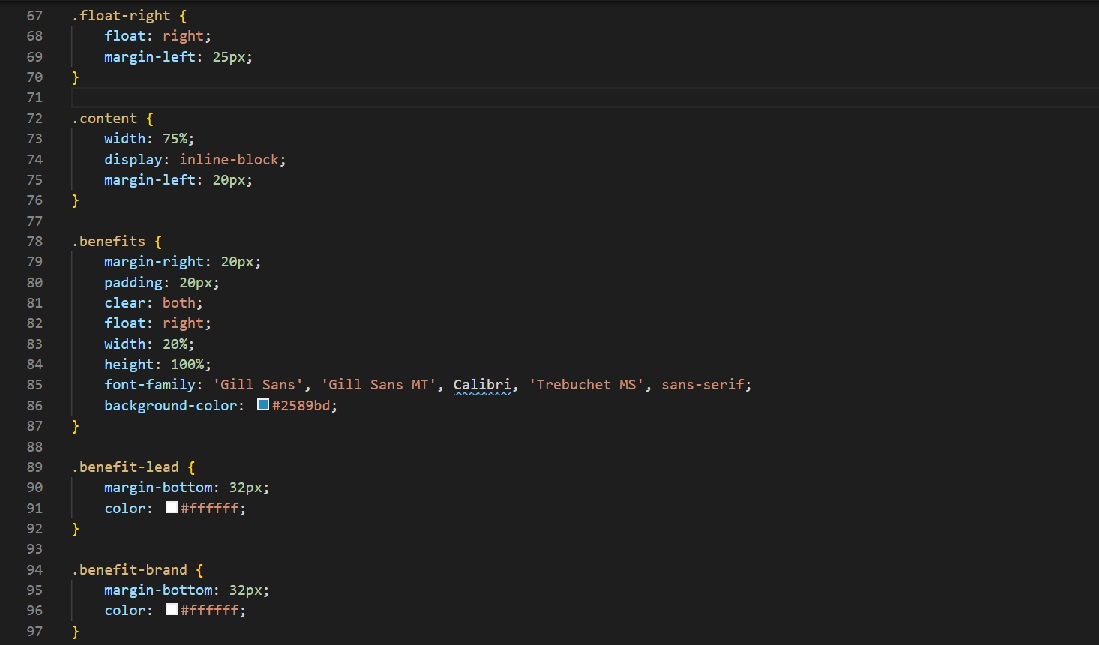 67 .float-right {
68     float: right;
69     margin-left: 25px;
70 }
71
72 .content {
73     width: 75%;
74     display: inline-block;
75     margin-left: 20px;
76 }
77
78 .benefits {
79     margin-right: 20px;
80     padding: 20px;
81     clear: both;
82     float: right;
83     width: 20%;
84     height: 100%;
85     font-family: 'Gill Sans', 'Gill Sans MT', Calibri, 'Trebuchet MS', sans-serif;
86     background-color: #2589bd;
87 }
88
89 .benefit-lead {
90     margin-bottom: 32px;
91     color: #ffffff;
92 }
93
94 .benefit-brand {
95     margin-bottom: 32px;
96     color: #ffffff;
97 }